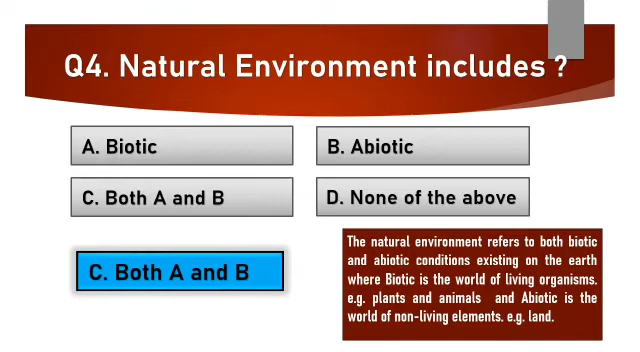 Q4. Natural Environment includes ?
A. Biotic
B. Abiotic
C. Both A and B
D. None of the above
C. Both A and B
The natural environment refers to both biotic
and abiotic conditions existing on the earth
where Biotic is the world of living organisms.
e.g. plants and animals and Abiotic is the
world of non-living elements. e.g. land.